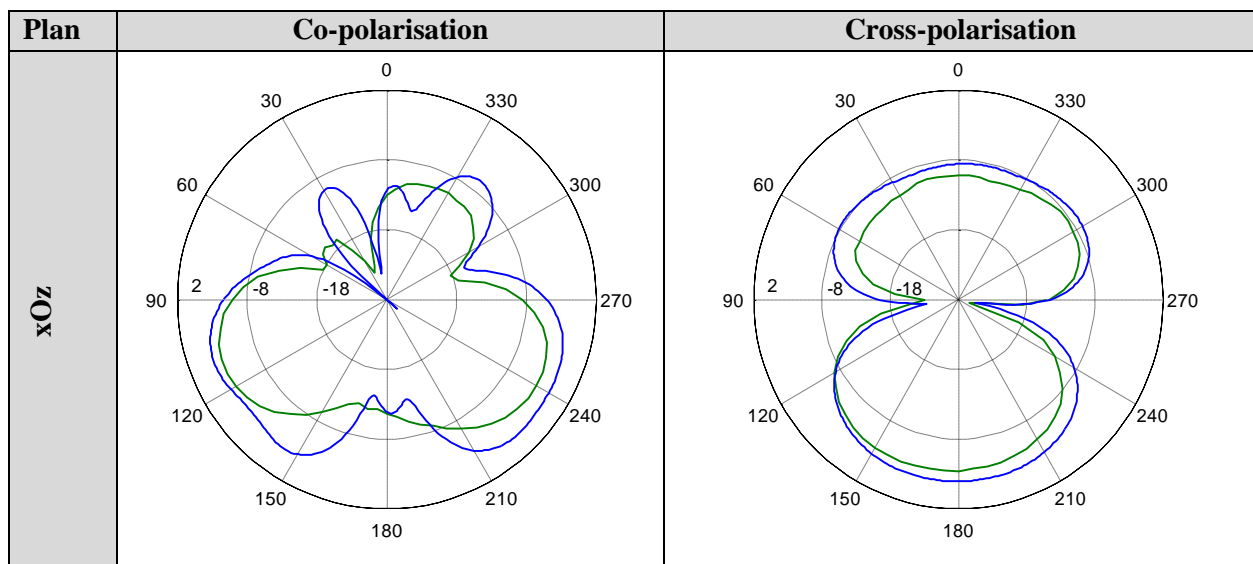 Plan Co-polarisation Cross-polarisation
xOz
0 0
30 330 30 330
60 300 60 300
90 2 -8 -18 270 90 2 -8 -18 270
120 240 120 240
150 210 150 210
180 180